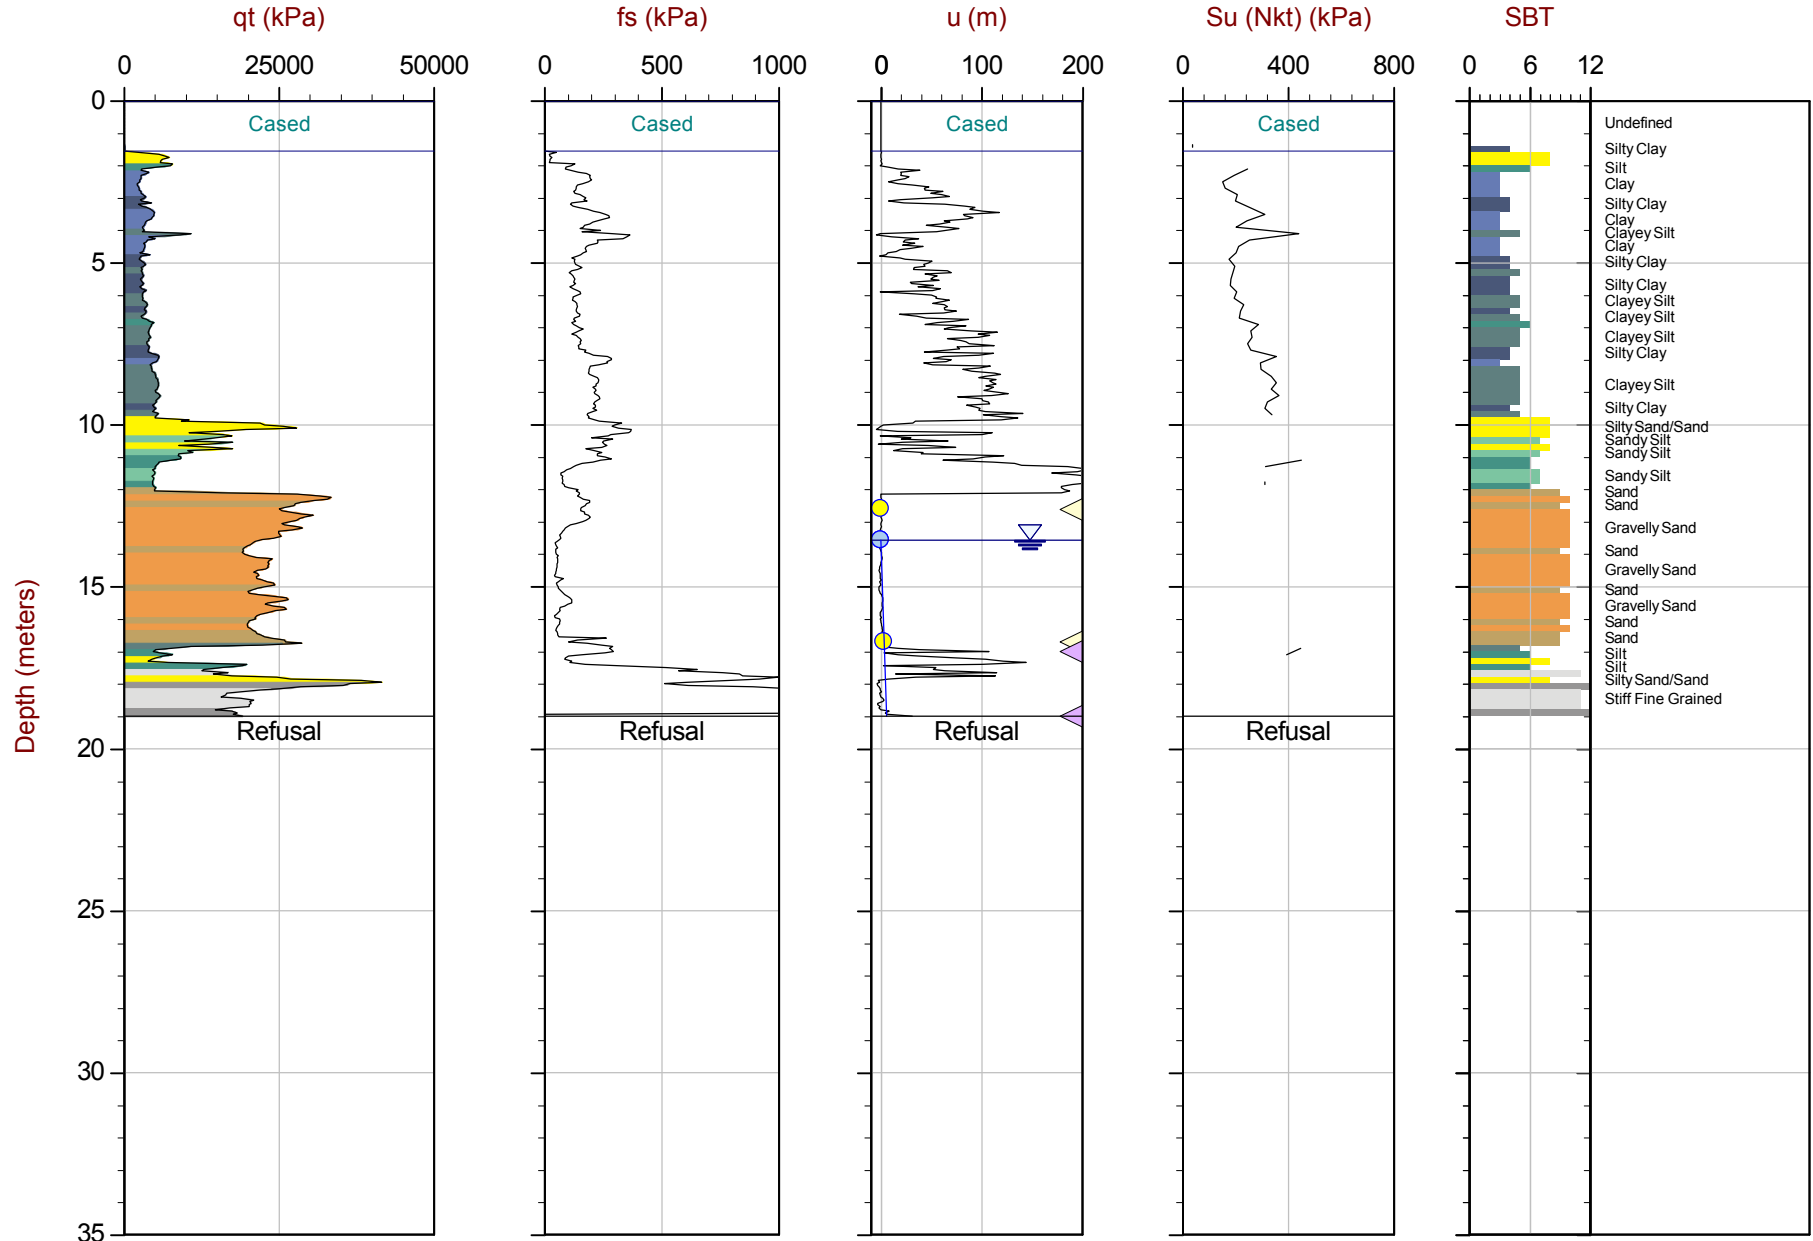 qt (kPa) fs (kPa) u (m) Su (Nkt) (kPa) SBT
0 25000 50000 0 500 1000 0 100 200 0 400 800 0 6 12
0
Cased Cased Cased Cased
Undefined
Silty Clay
Silt
Clay
Silty Clay
Clay
Clayey Silt
Clay
5
Silty Clay
Silty Clay
Clayey Silt
Clayey Silt
Clayey Silt
Silty Clay
Clayey Silt
Silty Clay
10
Silty Sand/Sand
Sandy Silt
Sandy Silt
Sandy Silt
Sand
Sand
Gravelly Sand
Sand
Gravelly Sand
15
Sand
Gravelly Sand
Sand
Sand
Silt
Silt
Silty Sand/Sand
Stiff Fine Grained
Refusal Refusal Refusal Refusal
Depth (meters)
20
25
30
35